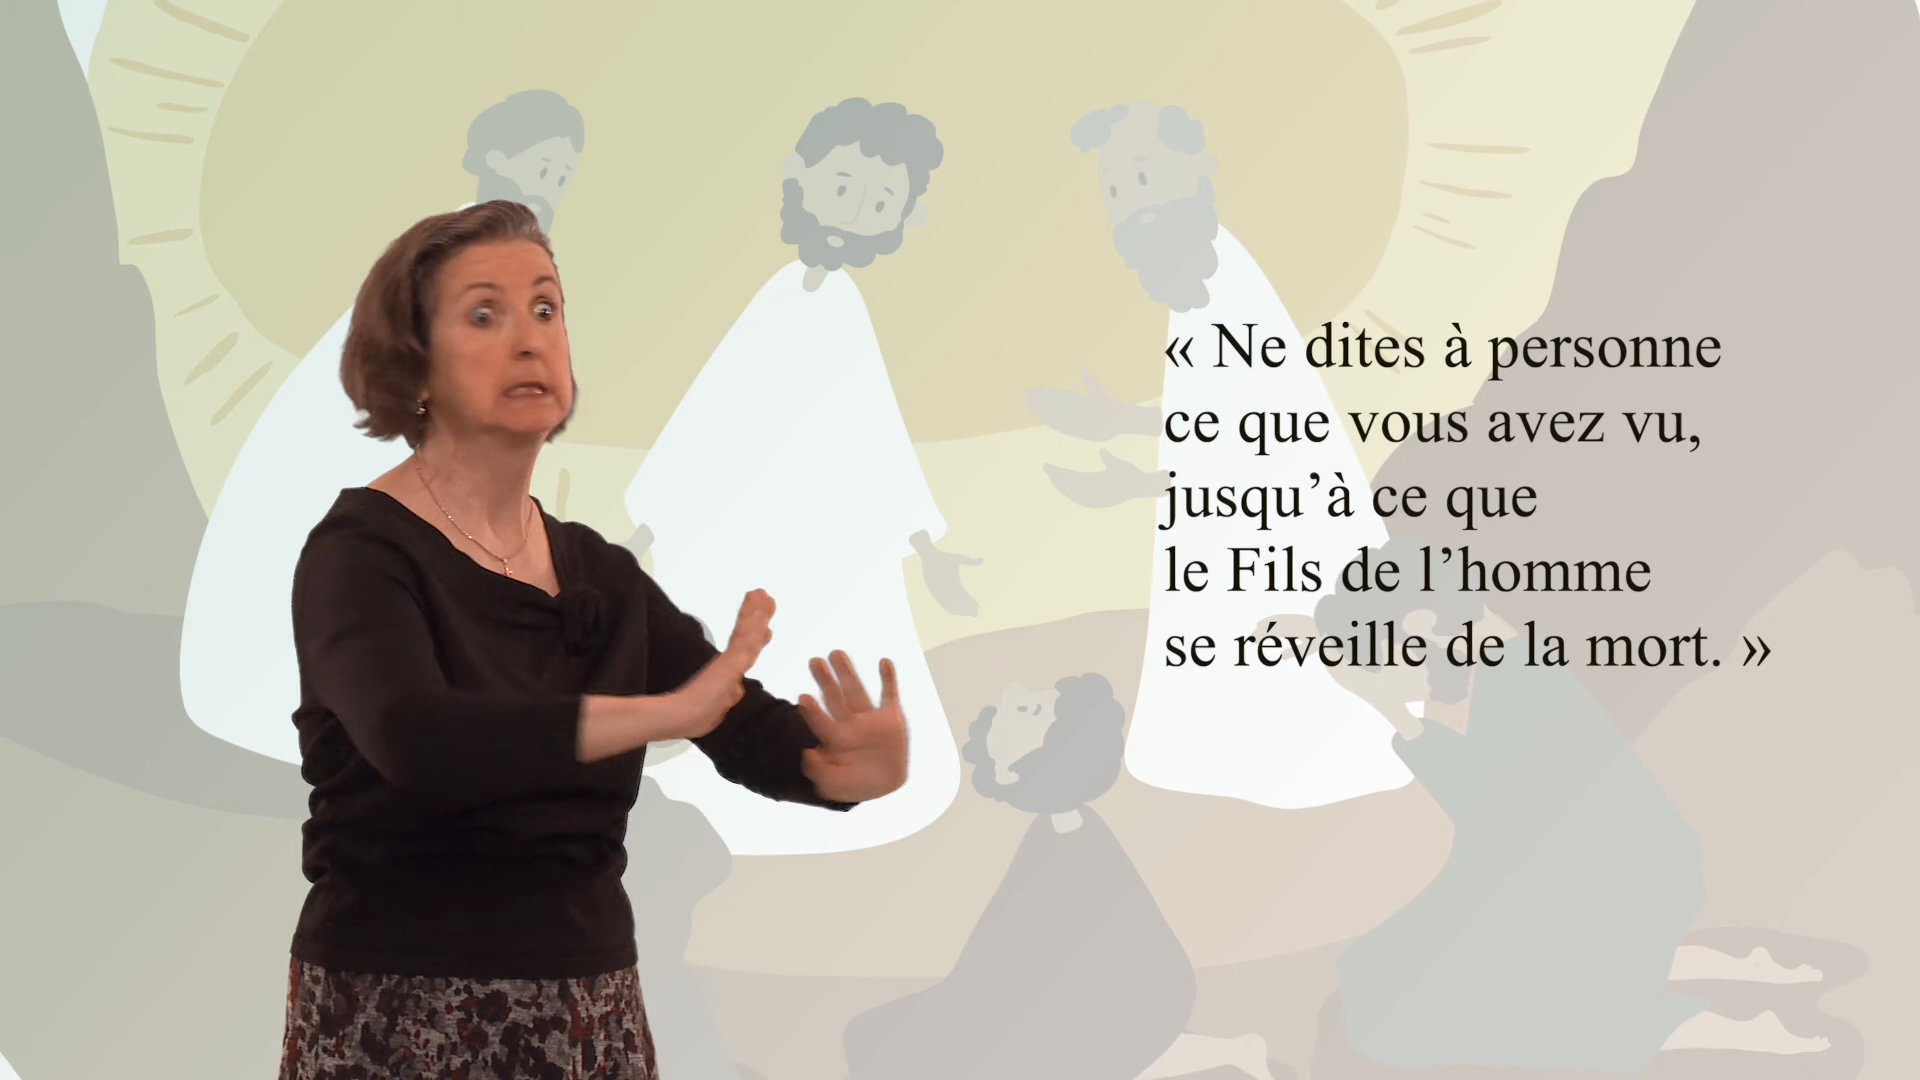 « Ne dites à personne
ce que vous avez vu,
jusqu’à ce que
le Fils de l’homme
se réveille de la mort. »